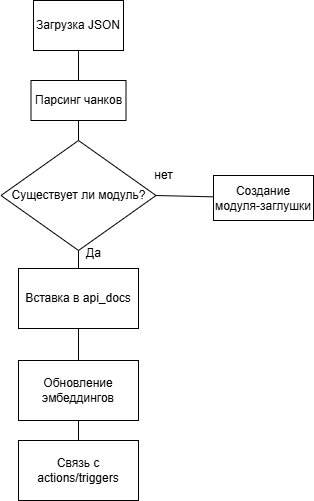 Загрузка JSON
Парсинг чанков
Существует ли модуль?
нет
Создание
модуля-заглушки
Да
Вставка в api_docs
Обновление
эмбеддингов
Связь с
actions/triggers